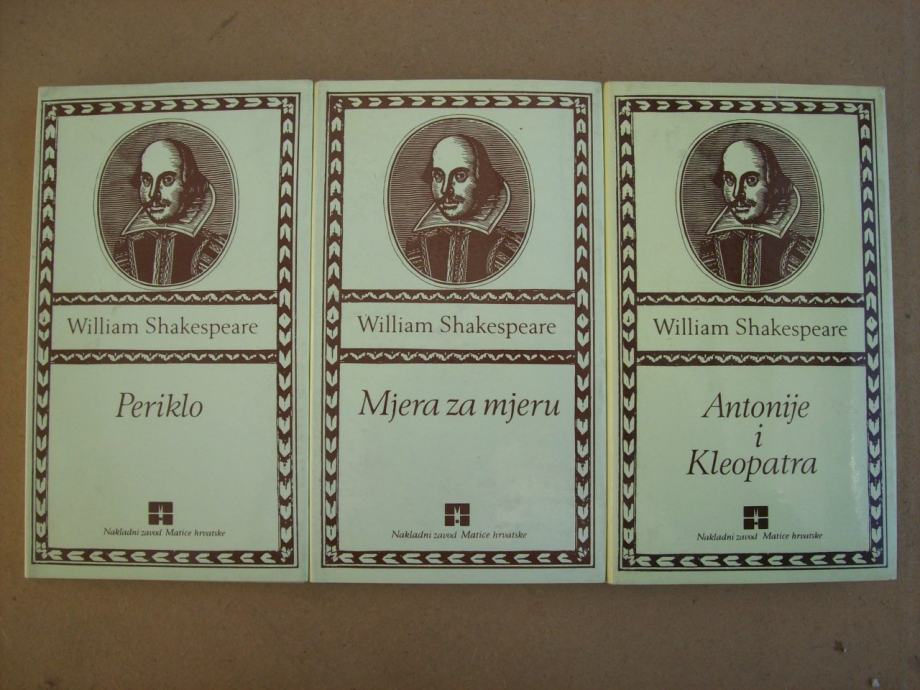 William Shakespeare
Periklo
Nakladni zavod Matice hrvatske
William Shakespeare
Mjera za mjeru
Nakladni zavod Matice hrvatske
William Shakespeare
Antonije
i
Kleopatra
Nakladni zavod Matice hrvatske